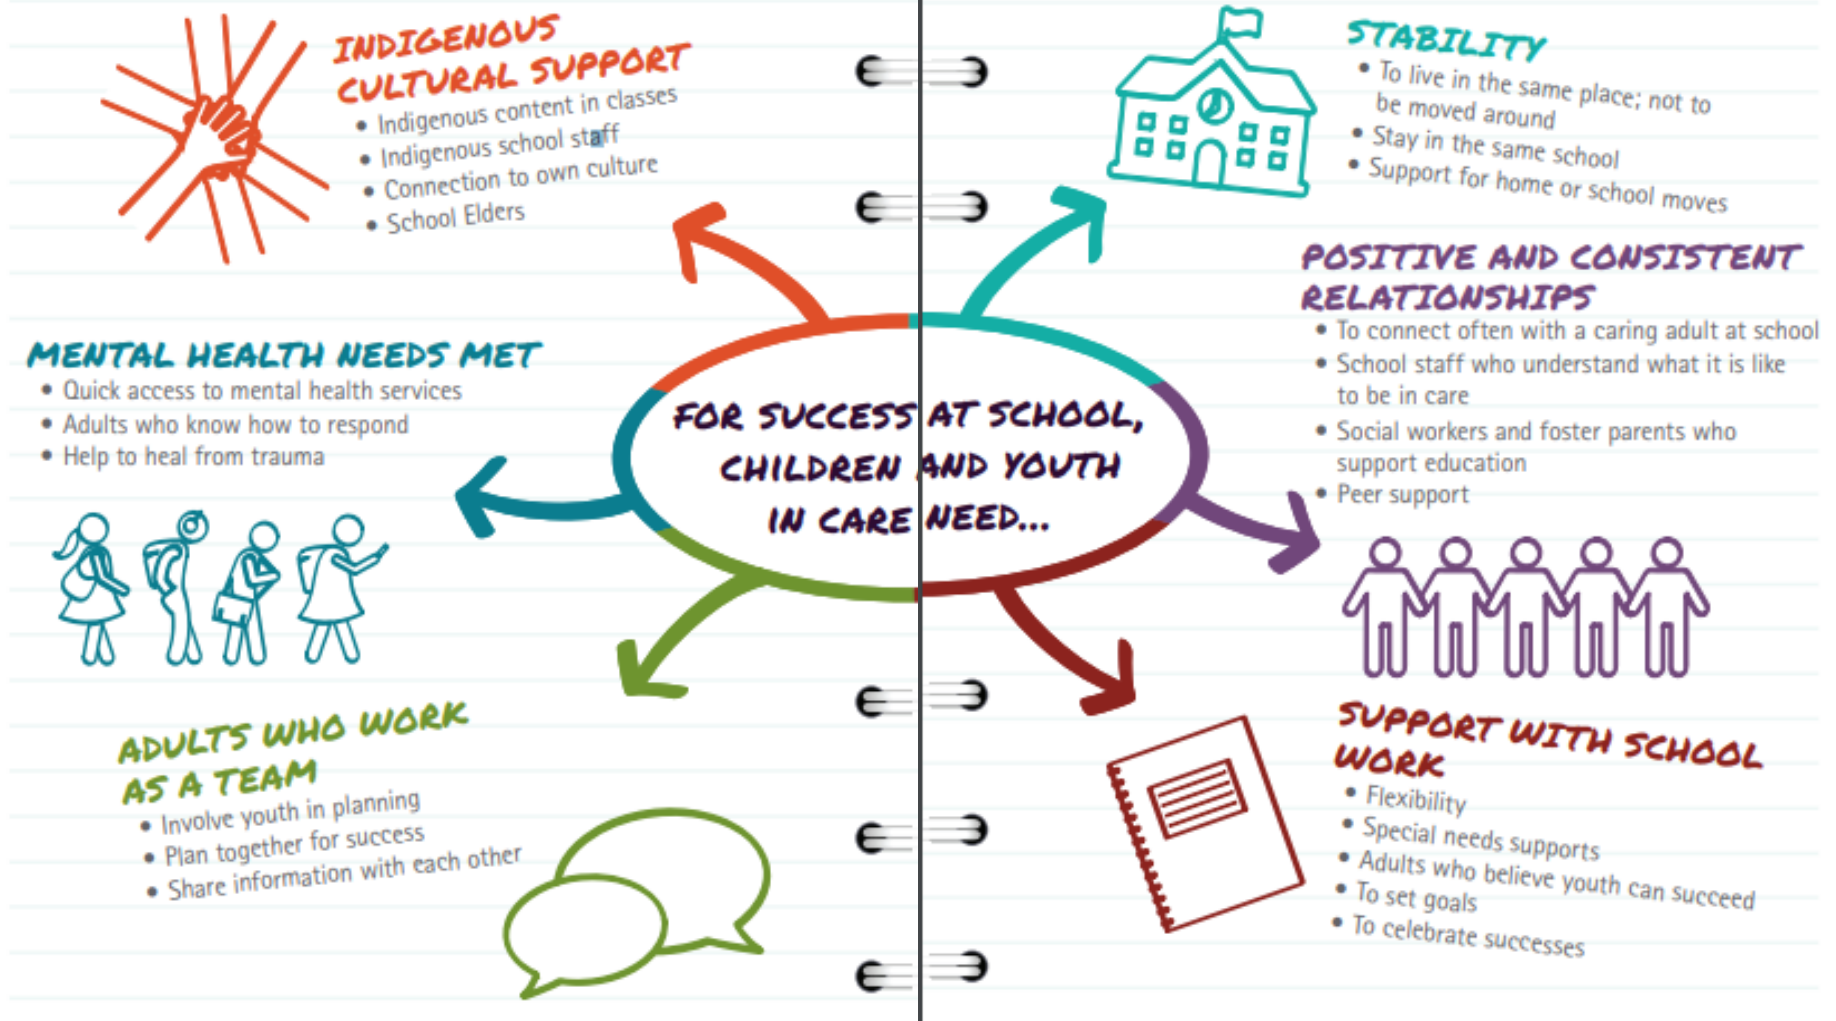 INDIGENOUS
CULTURAL SUPPORT
• Indigenous content in classes
• Indigenous school staff
• Connection to own culture
• School Elders
MENTAL HEALTH NEEDS MET
• Quick access to mental health services
• Adults who know how to respond
• Help to heal from trauma
ADULTS WHO WORK
AS A TEAM
• Involve youth in planning
• Plan together for success
• Share information with each other
FOR SUCCESS AT SCHOOL,
CHILDREN AND YOUTH
IN CARE NEED...
STABILITY
• To live in the same place; not to
be moved around
• Stay in the same school
• Support for home or school moves
POSITIVE AND CONSISTENT
RELATIONSHIPS
• To connect often with a caring adult at school
• School staff who understand what it is like
to be in care
• Social workers and foster parents who
support education
• Peer support
SUPPORT WITH SCHOOL
WORK
• Flexibility
• Special needs supports
• Adults who believe youth can succeed
• To set goals
• To celebrate successes